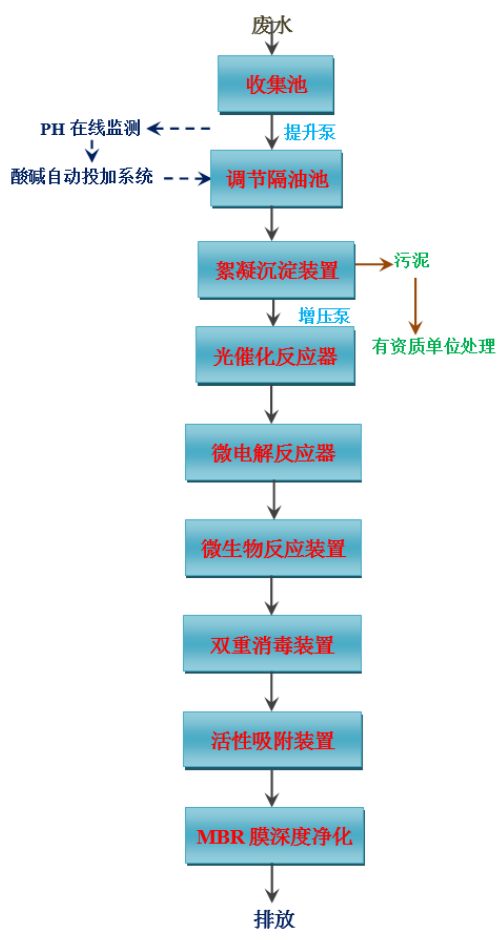 废水
收集池
PH 在线监测
提升泵
酸碱自动投加系统
调节隔油池
絮凝沉淀装置
污泥
增压泵
有资质单位处理
光催化反应器
微电解反应器
微生物反应装置
双重消毒装置
活性吸附装置
MBR 膜深度净化
排放